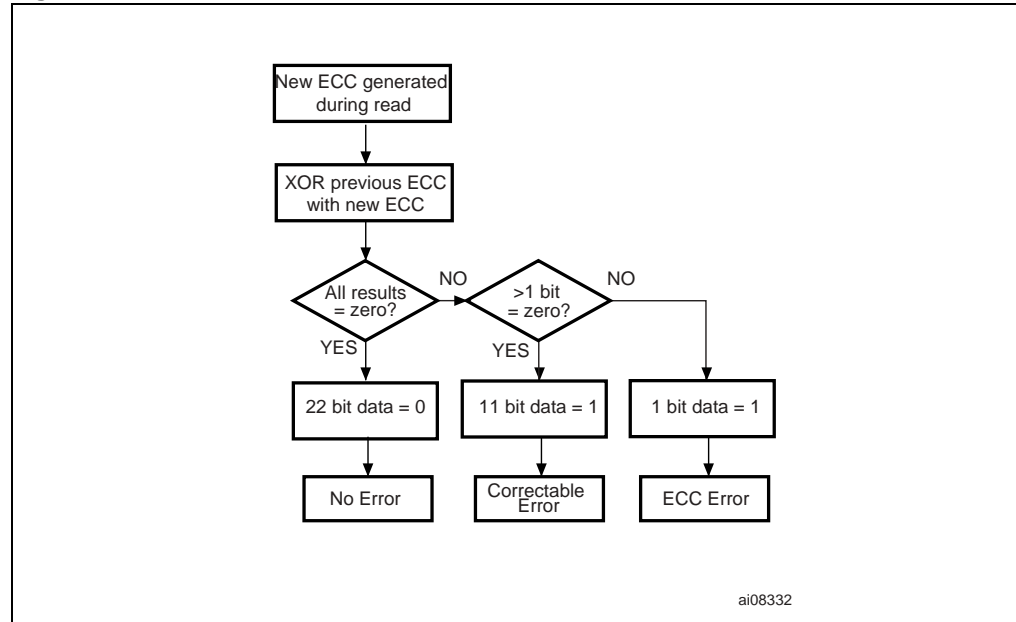 New ECC generated
during read
XOR previous ECC
with new ECC
All results
= zero?
NO
>1 bit
= zero?
NO
YES
YES
22 bit data = 0
11 bit data = 1
1 bit data = 1
No Error
Correctable
Error
ECC Error
ai08332